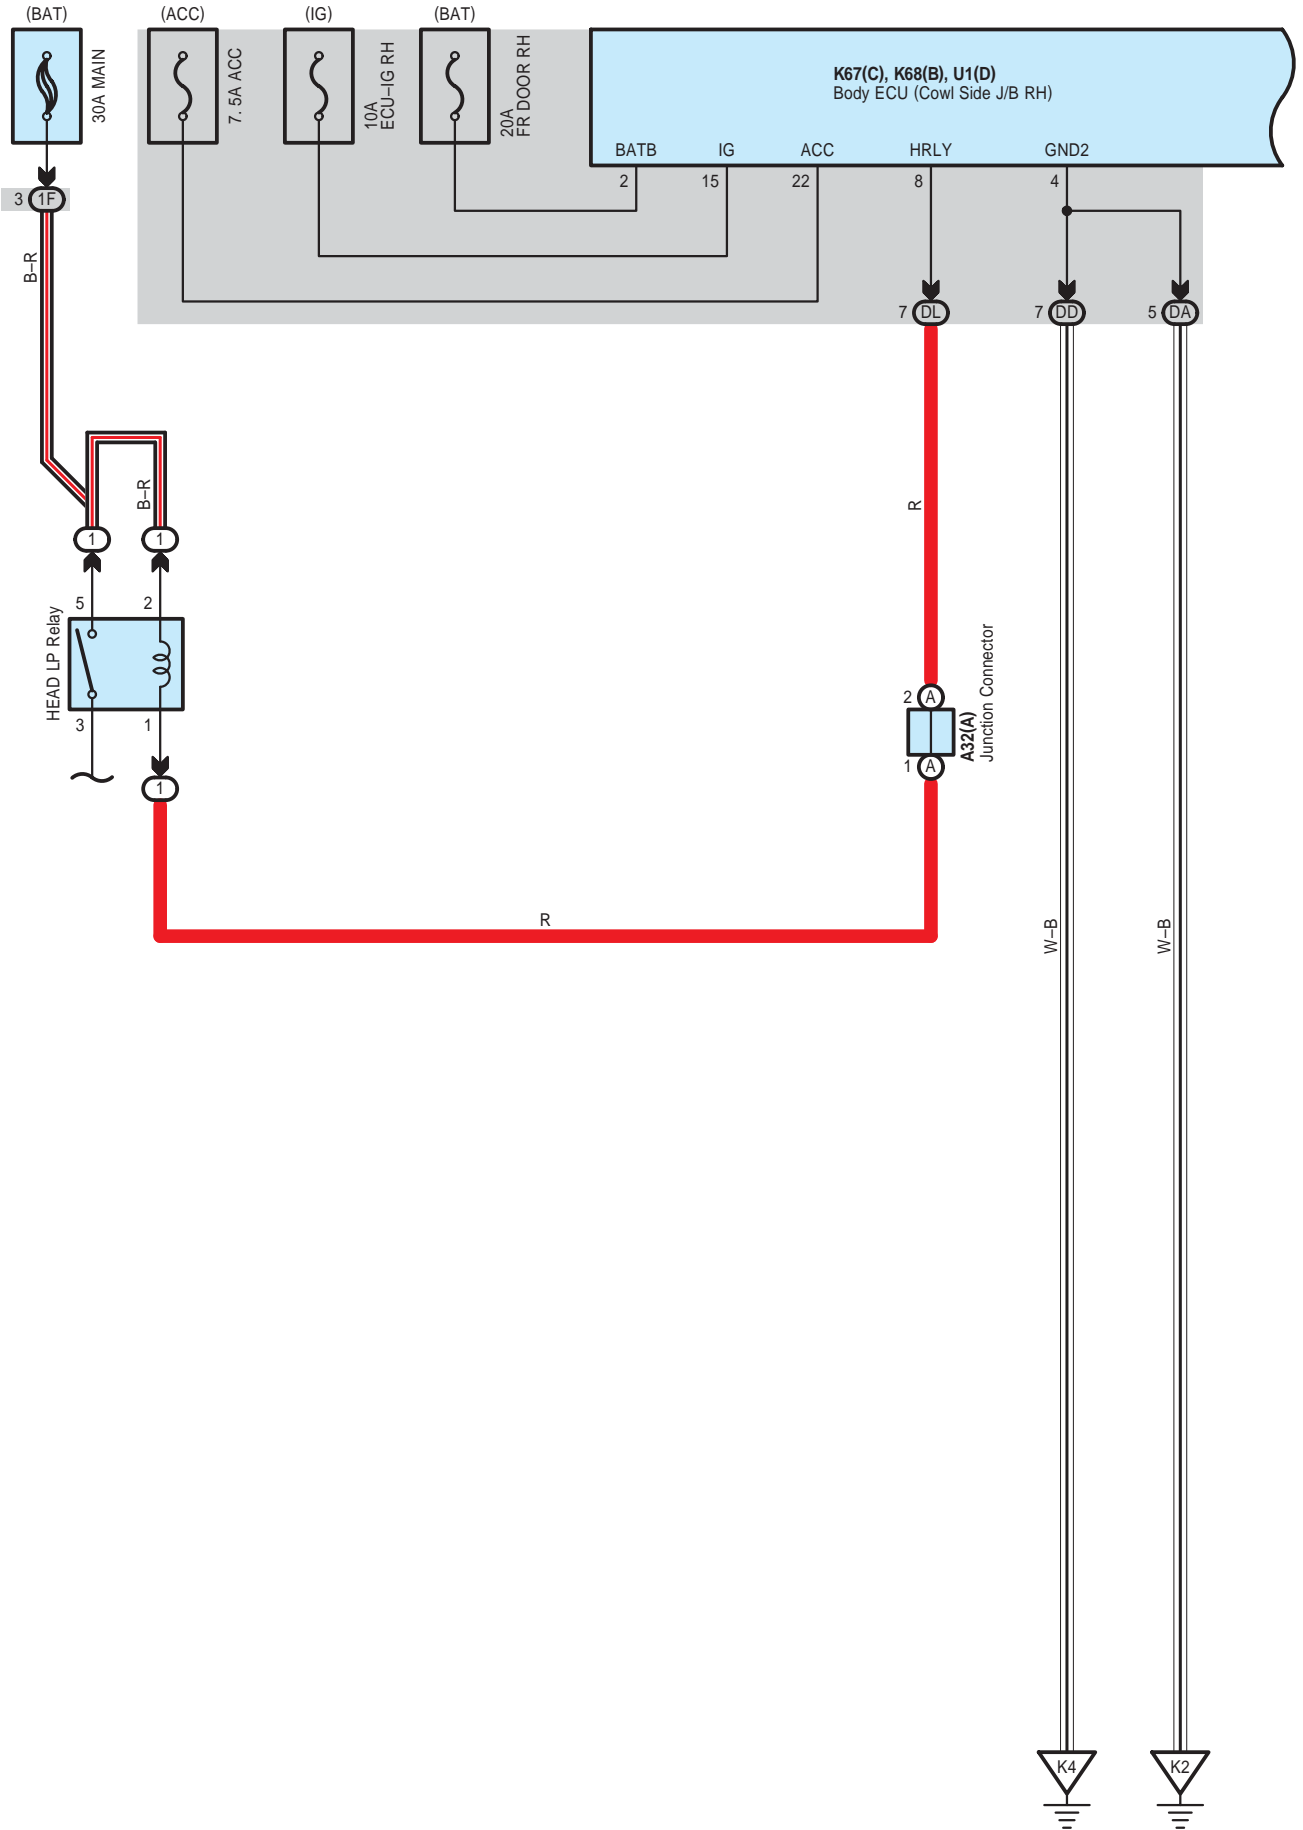 (BAT)
(ACC)
(IG)
(BAT)
30A MAIN
7. 5A ACC
10A
ECU–IG RH
20A
FR DOOR RH
K67(C), K68(B), U1(D)
Body ECU (Cowl Side J/B RH)
BATB
IG
ACC
HRLY
GND2
2
15
22
8
4
3
1F
7
DL
7
DD
5
DA
B–R
B–R
R
1
1
5
2
HEAD LP Relay
3
1
1
2
A
A32(A)
Junction Connector
1
A
R
W–B
W–B
K4
K2